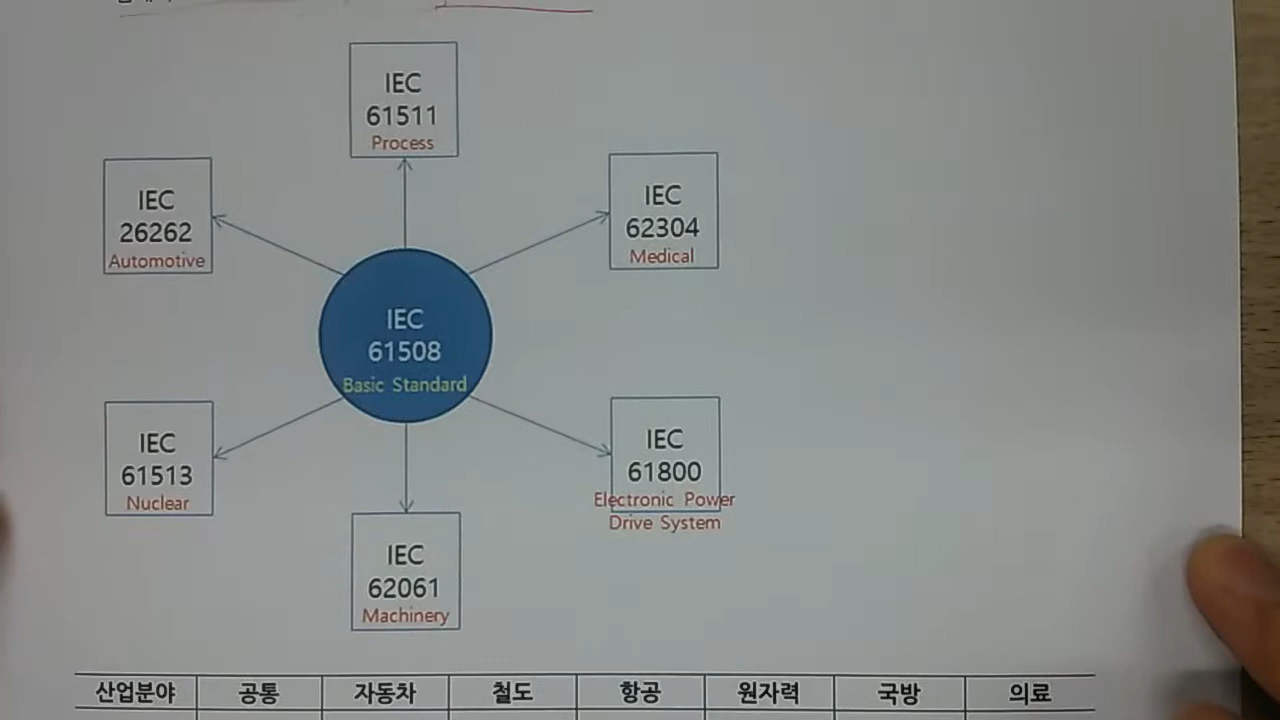 IEC
61511
Process
IEC
26262
Automotive
IEC
62304
Medical
IEC
61508
Basic Standard
IEC
61513
Nuclear
IEC
61800
Electronic Power
Drive System
IEC
62061
Machinery
산업분야 공통 자동차 철도 항공 원자력 국방 의료